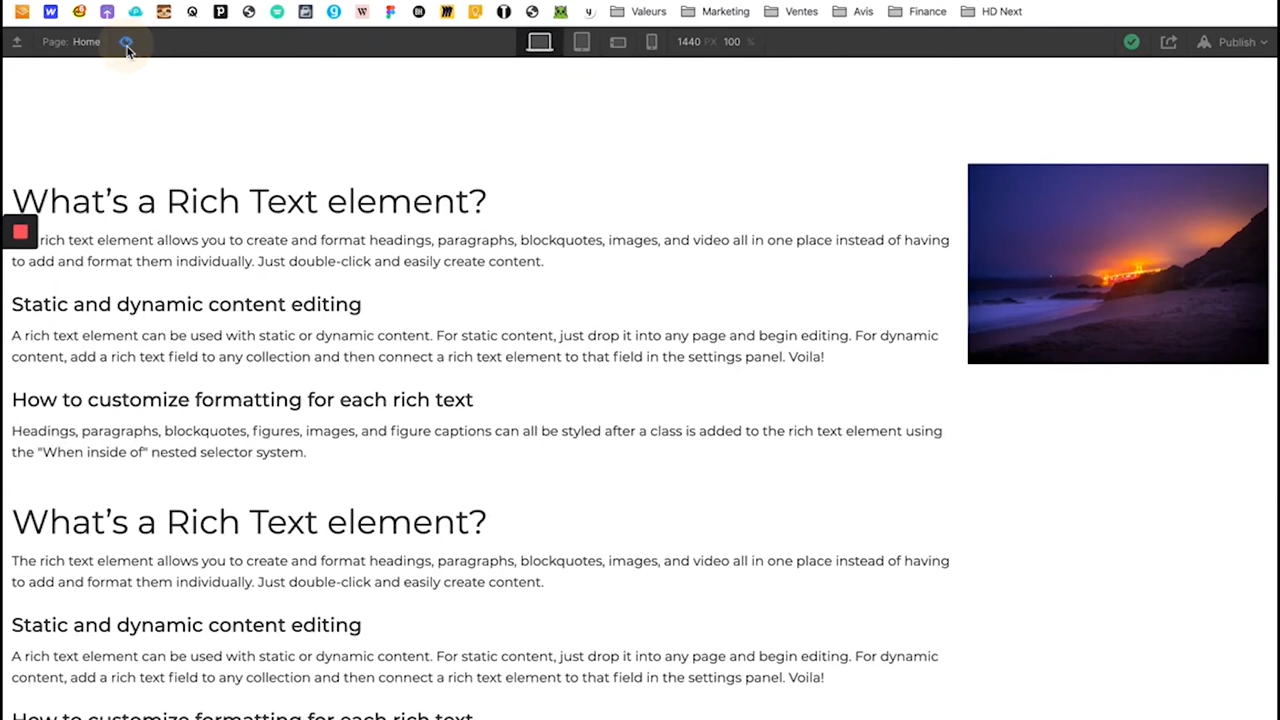 Valeurs Marketing Ventes Avis Finance HD Next
Page: Home 1440 PX 100 % Publish
What's a Rich Text element?
rich text element allows you to create and format headings, paragraphs, blockquotes, images, and video all in one place instead of having
to add and format them individually. Just double-click and easily create content.
Static and dynamic content editing
A rich text element can be used with static or dynamic content. For static content, just drop it into any page and begin editing. For dynamic
content, add a rich text field to any collection and then connect a rich text element to that field in the settings panel. Voila!
How to customize formatting for each rich text
Headings, paragraphs, blockquotes, figures, images, and figure captions can all be styled after a class is added to the rich text element using
the "When inside of" nested selector system.
What's a Rich Text element?
The rich text element allows you to create and format headings, paragraphs, blockquotes, images, and video all in one place instead of having
to add and format them individually. Just double-click and easily create content.
Static and dynamic content editing
A rich text element can be used with static or dynamic content. For static content, just drop it into any page and begin editing. For dynamic
content, add a rich text field to any collection and then connect a rich text element to that field in the settings panel. Voila!
How to customize formatting for each rich text